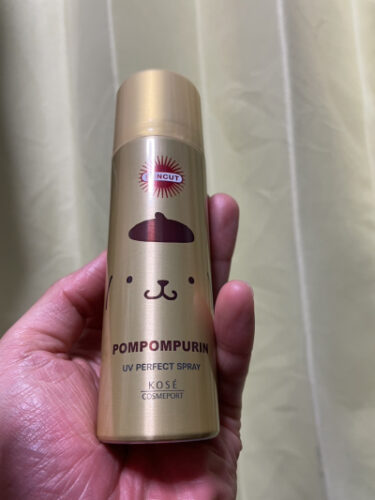 SUNCUT
POMPOMPURIN
UV PERFECT SPRAY
KOSÉ
COSMEPORT